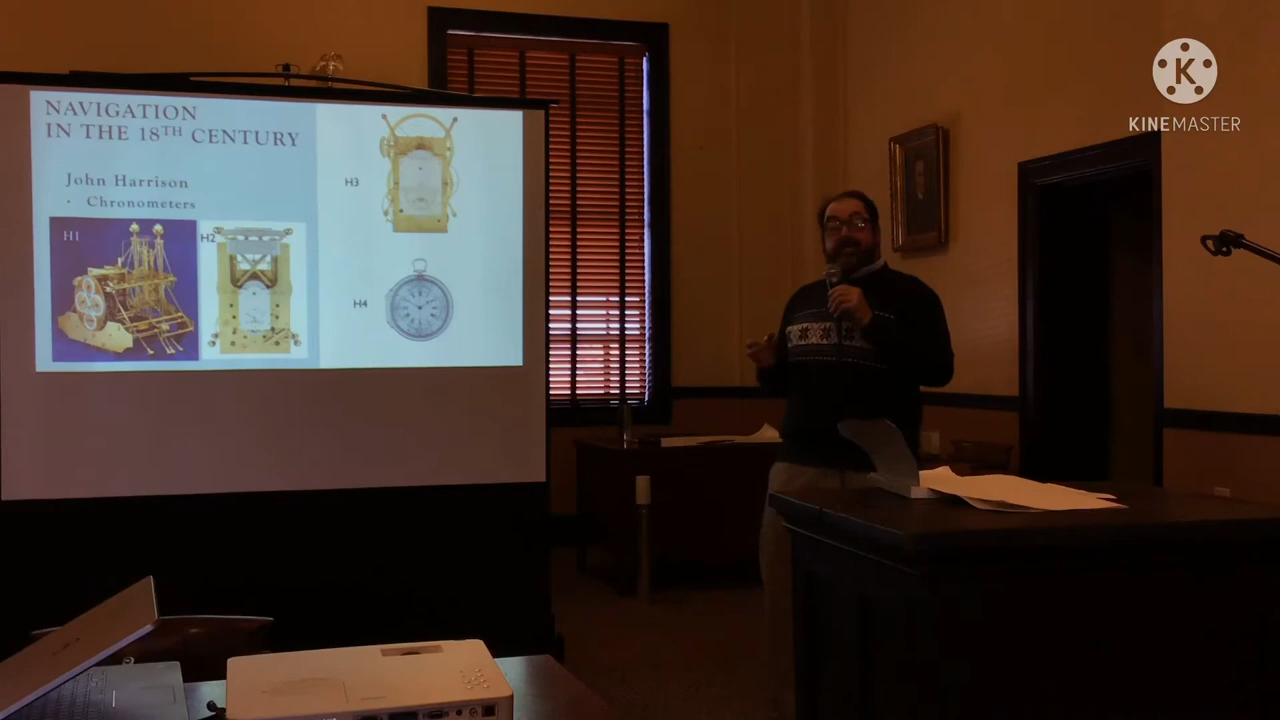 NAVIGATION
IN THE 18TH CENTURY
John Harrison
• Chronometers
H1
H2
H3
H4
K
KINEMASTER